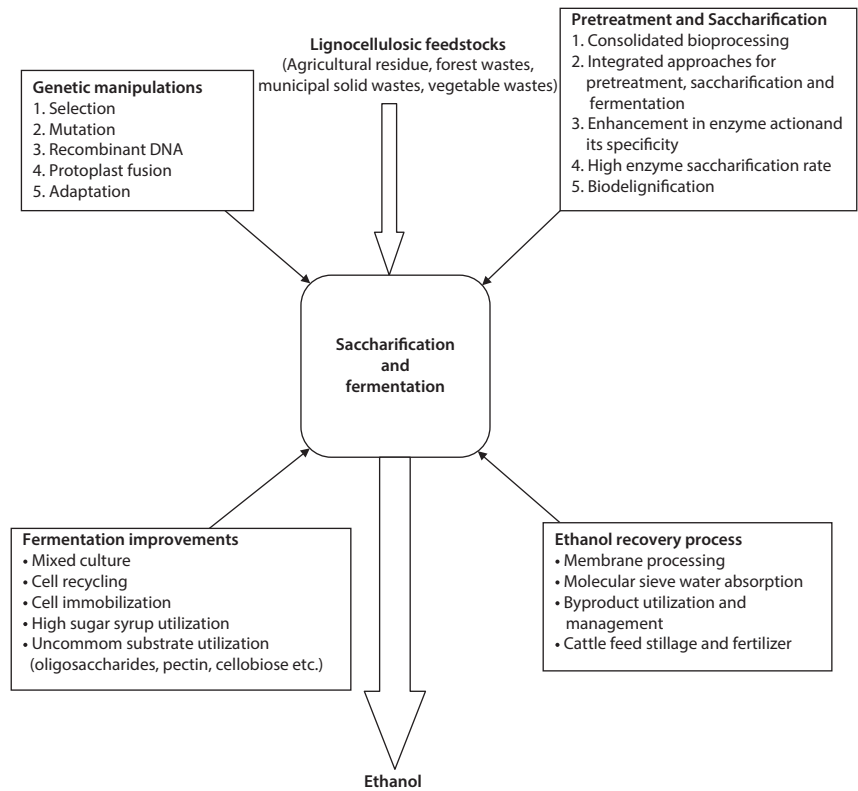 Genetic manipulations
1. Selection
2. Mutation
3. Recombinant DNA
4. Protoplast fusion
5. Adaptation
Lignocellulosic feedstocks
(Agricultural residue, forest wastes,
municipal solid wastes, vegetable wastes)
Pretreatment and Saccharification
1. Consolidated bioprocessing
2. Integrated approaches for
pretreatment, saccharification and
fermentation
3. Enhancement in enzyme actionand
its specificity
4. High enzyme saccharification rate
5. Biodelignification
Saccharification
and
fermentation
Fermentation improvements
• Mixed culture
• Cell recycling
• Cell immobilization
• High sugar syrup utilization
• Uncommom substrate utilization
(oligosaccharides, pectin, cellobiose etc.)
Ethanol recovery process
• Membrane processing
• Molecular sieve water absorption
• Byproduct utilization and
management
• Cattle feed stillage and fertilizer
Ethanol